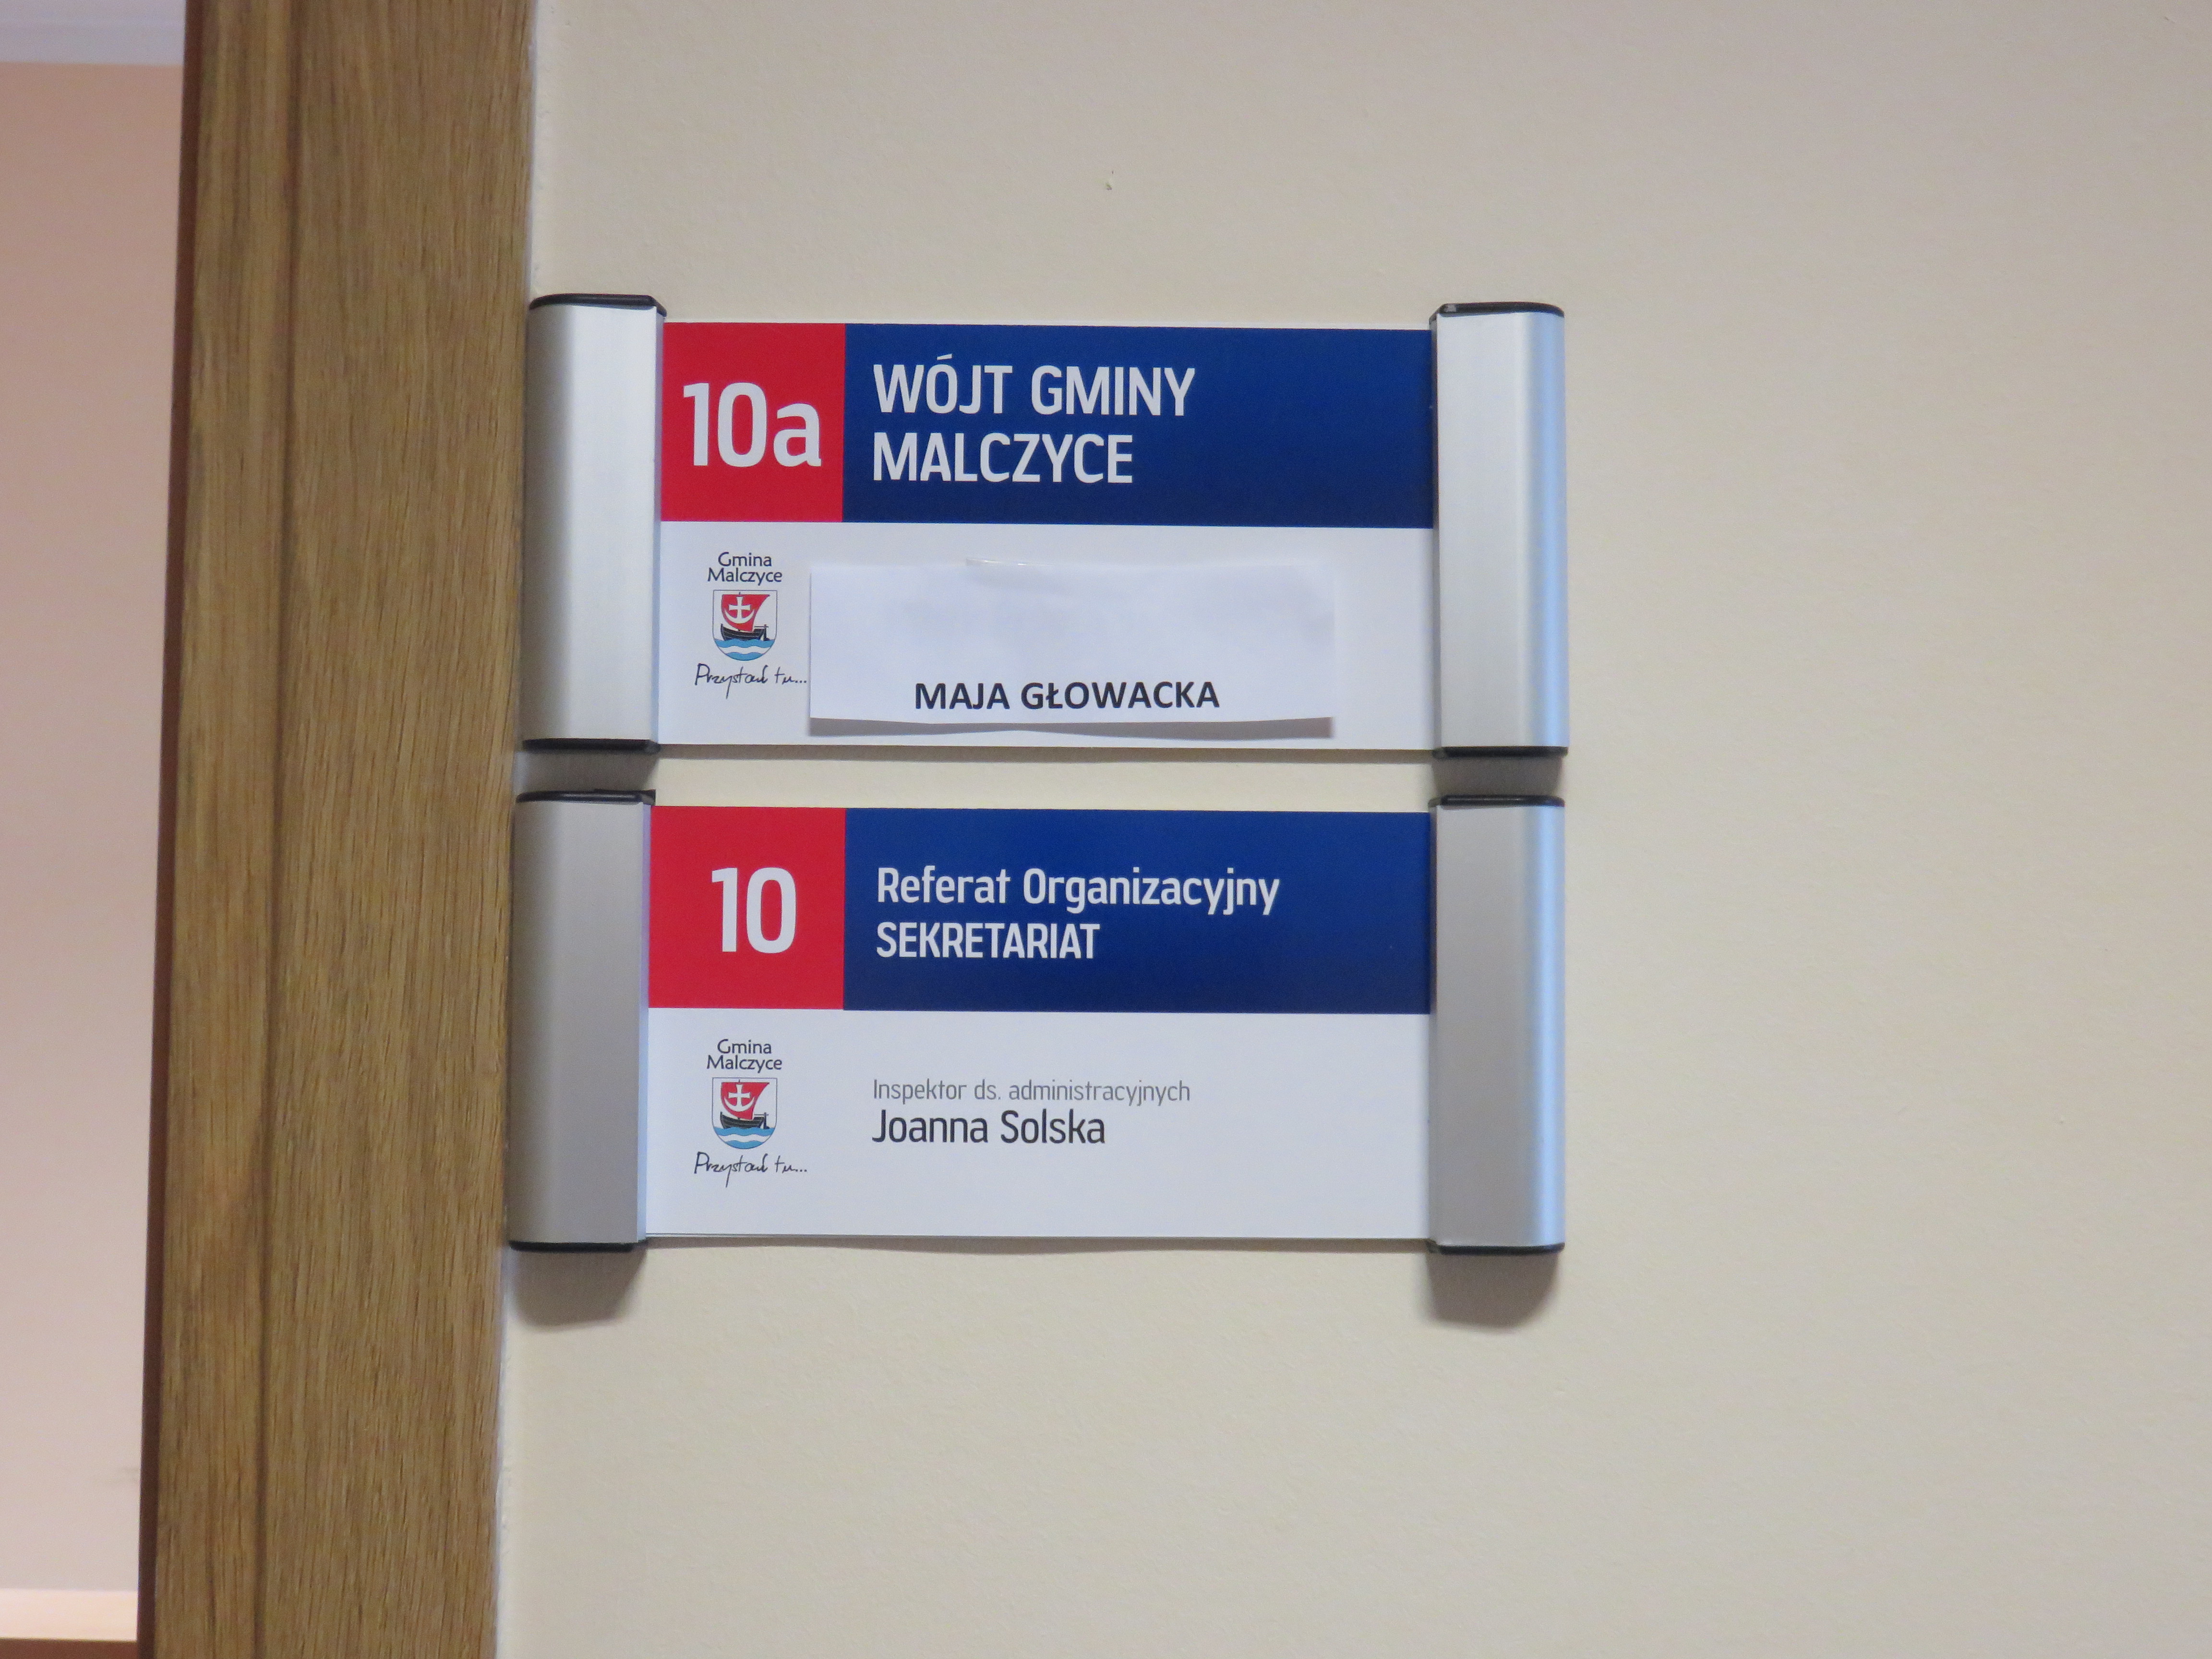 10a
WÓJT GMINY
MALCZYCE
Gmina
Malczyce
Przystań tu...
MAJA GŁOWACKA
10
Referat Organizacyjny
SEKRETARIAT
Gmina
Malczyce
Przystań tu...
Inspektor ds. administracyjnych
Joanna Solska